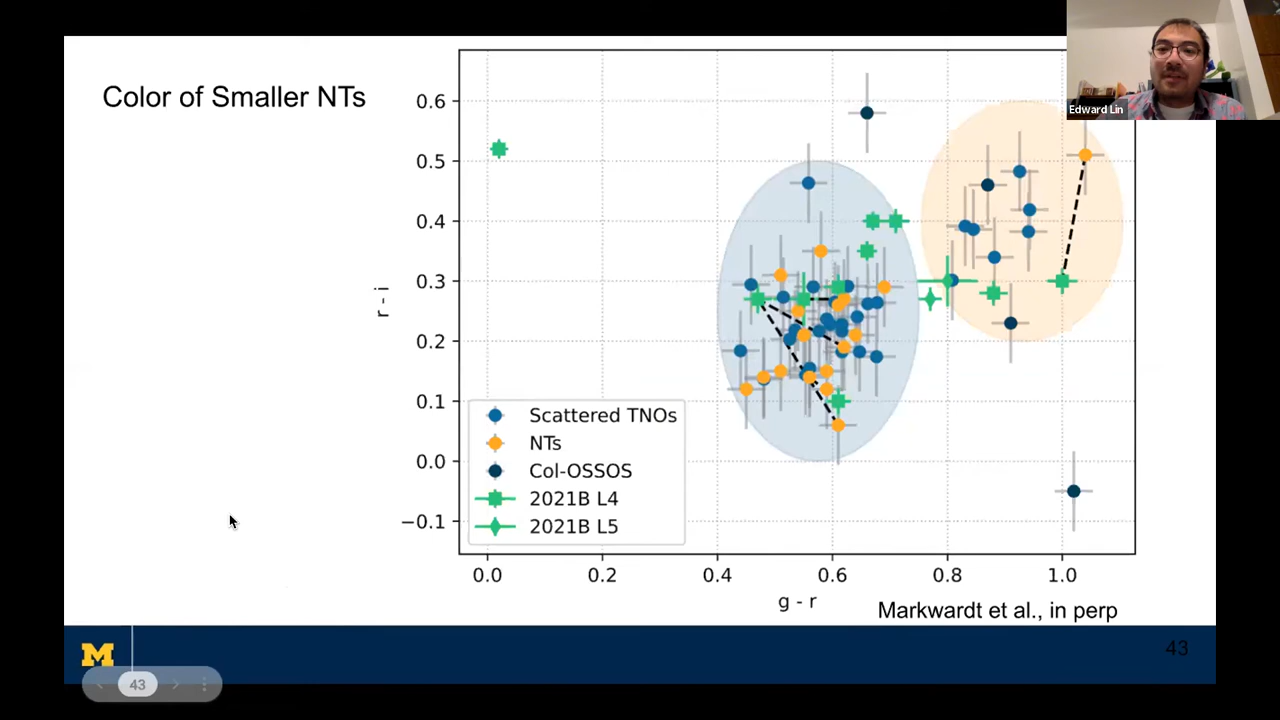 Color of Smaller NTs
Edward Lin
0.6
0.5
0.4
0.3
0.2
0.1
0.0
−0.1
r - i
Scattered TNOs
NTs
Col-OSSOS
2021B L4
2021B L5
0.0 0.2 0.4 0.6 0.8 1.0
g - r
Markwardt et al., in perp
43
M
43